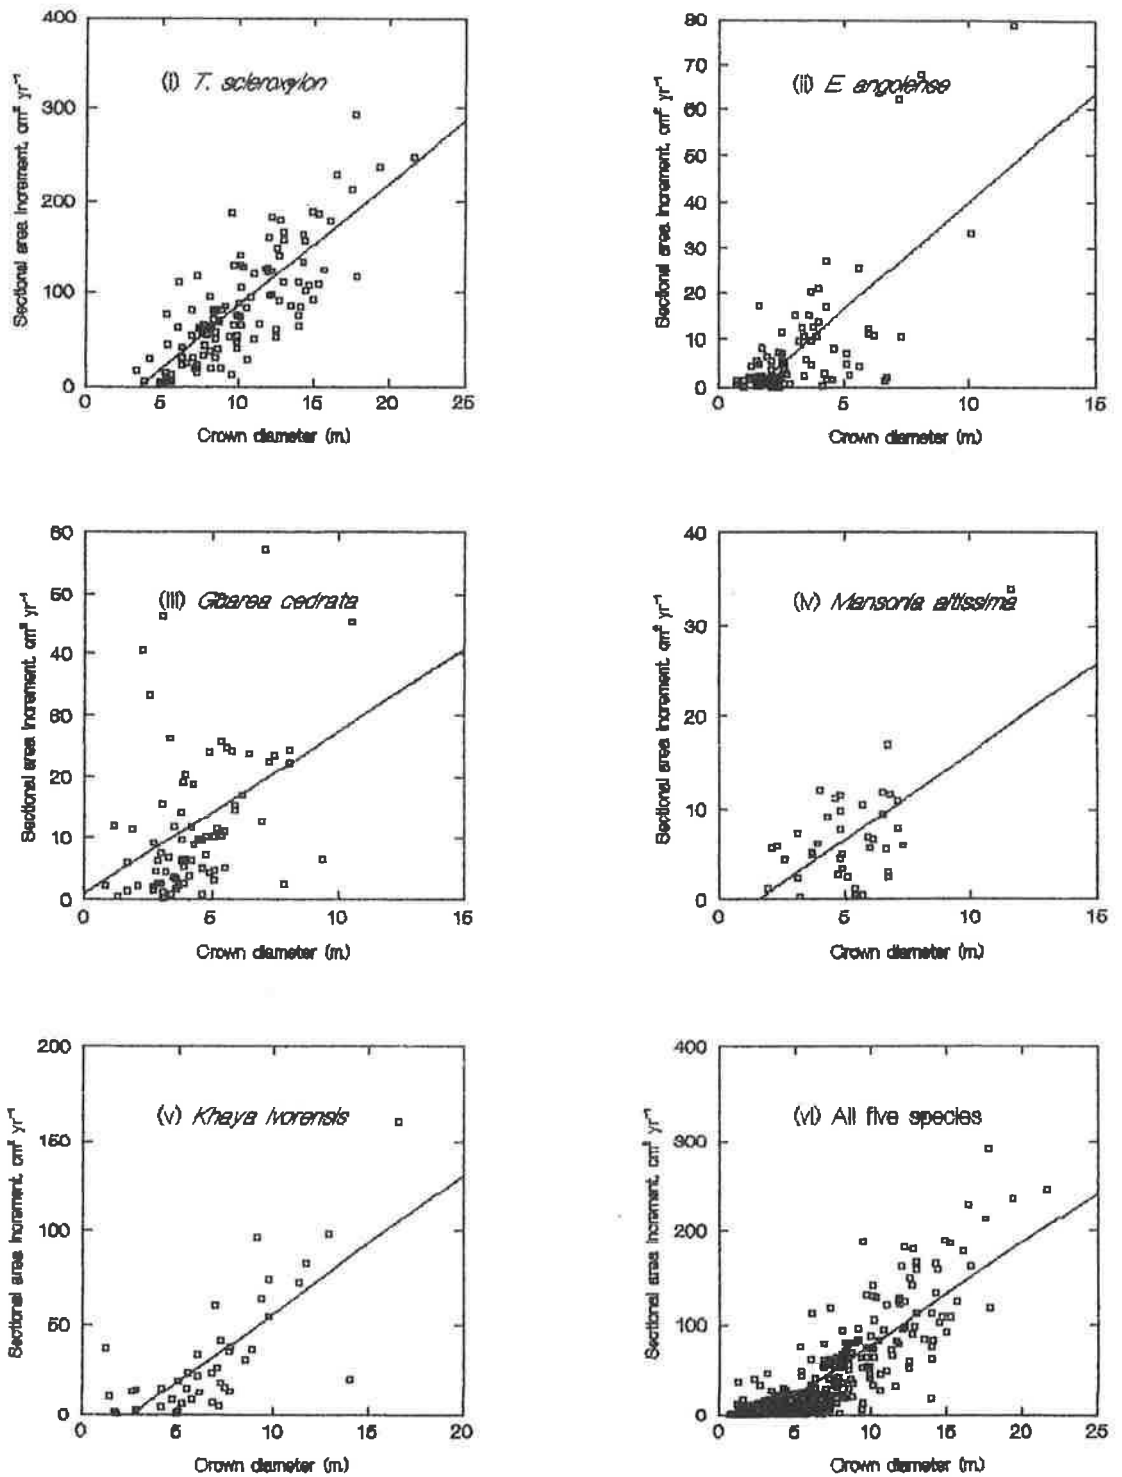 400
300
200
100
0
0 5 10 15 20 25
Sectional area increment, cm² yr⁻¹
(i) T. scleroxylon
Crown diameter (m.)
80
70
60
50
40
30
20
10
0
0 5 10 15
Sectional area increment, cm² yr⁻¹
(ii) E. angolense
Crown diameter (m.)
60
50
40
30
20
10
0
0 5 10 15
Sectional area increment, cm² yr⁻¹
(iii) Guarea cedrata
Crown diameter (m.)
40
30
20
10
0
0 5 10 15
Sectional area increment, cm² yr⁻¹
(iv) Mansonia altissima
Crown diameter (m.)
200
150
100
50
0
0 5 10 15 20
Sectional area increment, cm² yr⁻¹
(v) Khaya ivorensis
Crown diameter (m.)
400
300
200
100
0
0 5 10 15 20 25
Sectional area increment, cm² yr⁻¹
(vi) All five species
Crown diameter (m.)